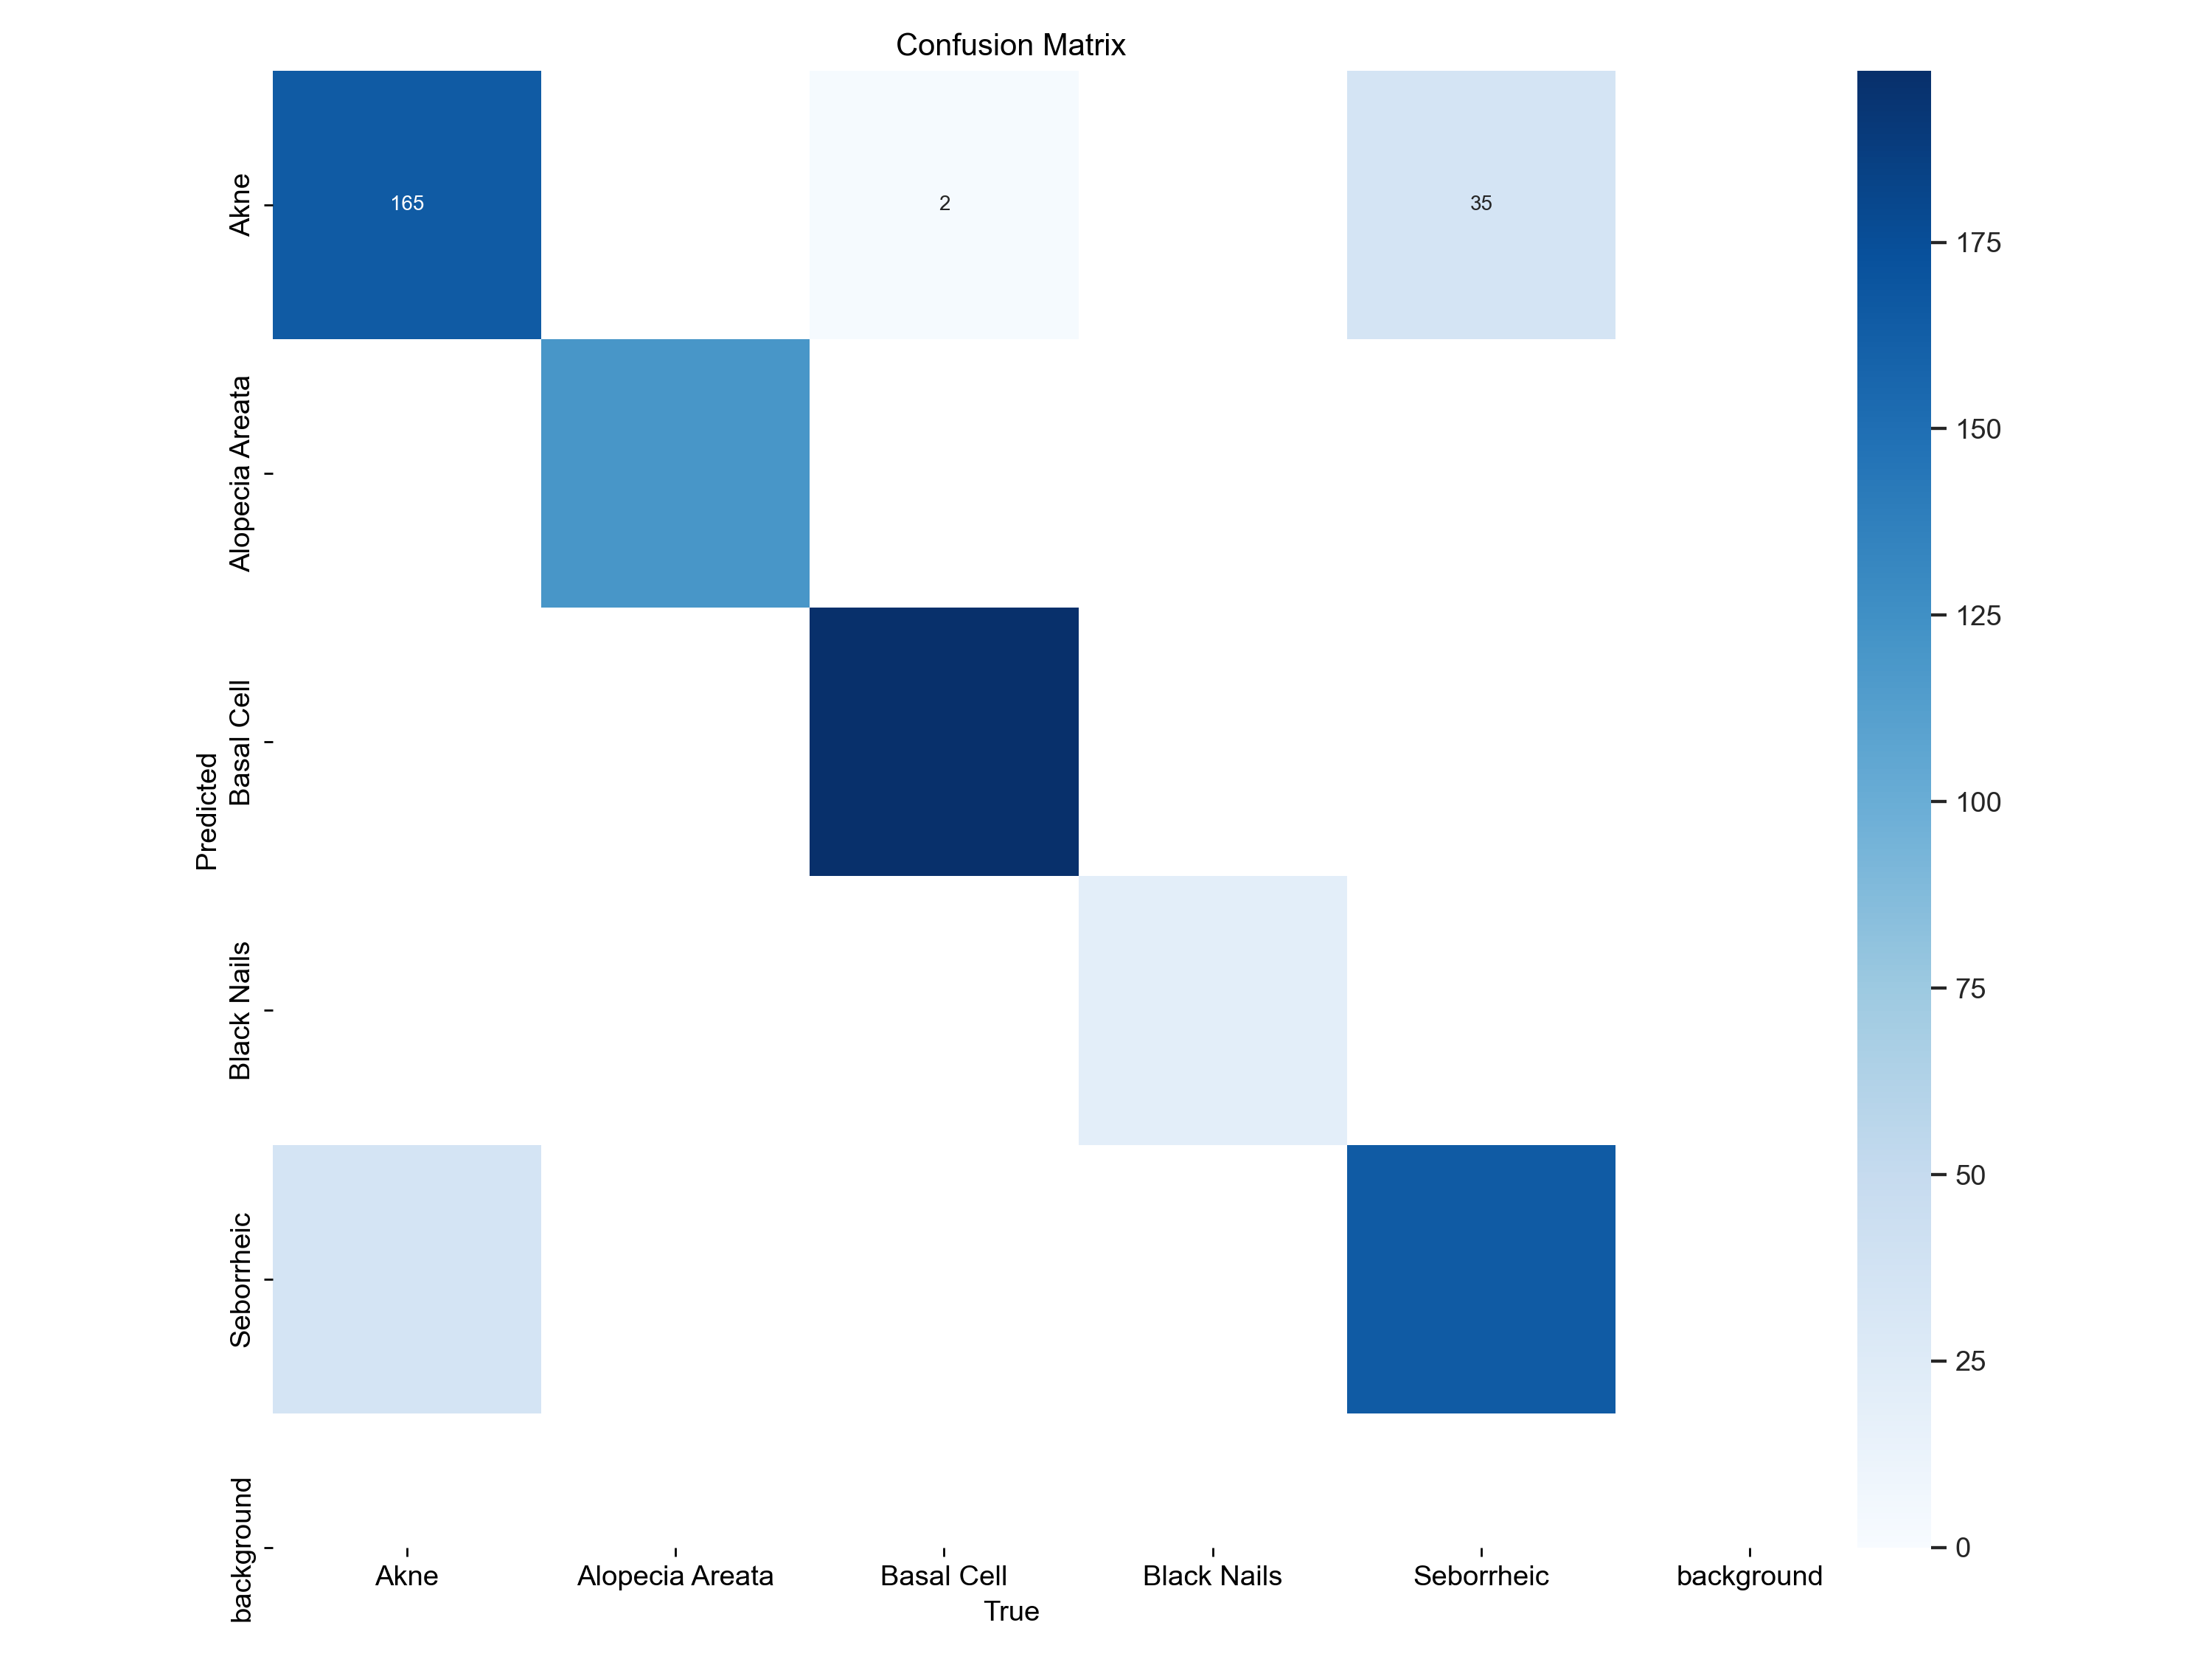 Confusion Matrix
Akne
165
2
35
Alopecia Areata
Basal Cell
Black Nails
Seborrheic
background
Predicted
Akne
Alopecia Areata
Basal Cell
Black Nails
Seborrheic
background
True
175
150
125
100
75
50
25
0